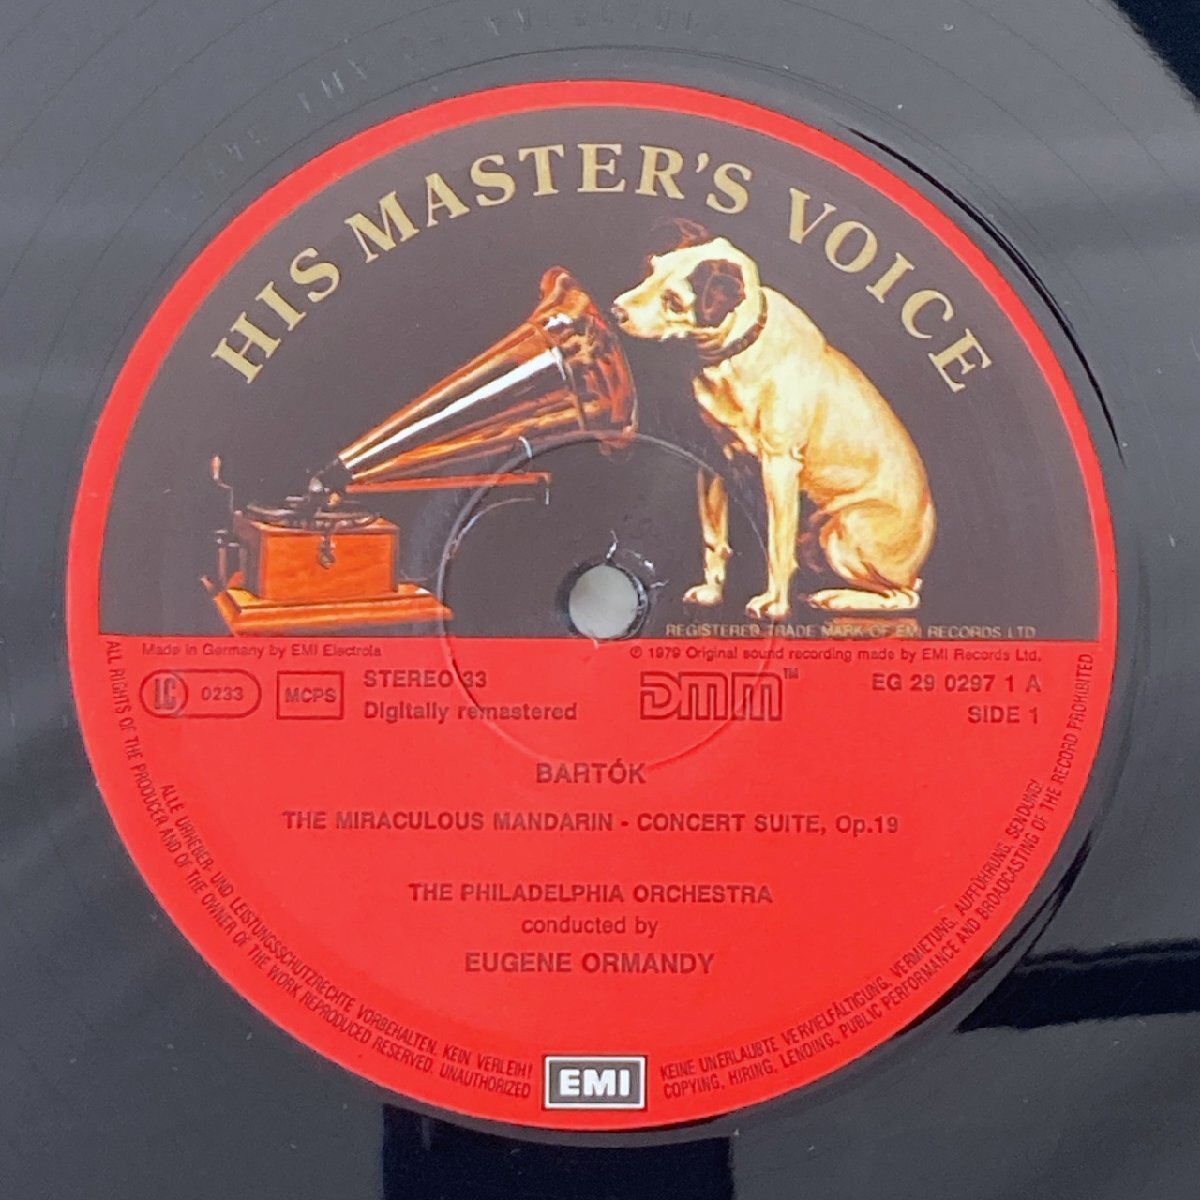 HIS MASTER'S VOICE
REGISTERED TRADE MARK OF EMI RECORDS LTD
Made in Germany by EMI Electrola
℗ 1979 Original sound recording made by EMI Records Ltd.
LC 0233
MCPS
STEREO 33
Digitally remastered
DMM™
EG 29 0297 1 A
SIDE 1
BARTÓK
THE MIRACULOUS MANDARIN - CONCERT SUITE, Op.19
THE PHILADELPHIA ORCHESTRA
conducted by
EUGENE ORMANDY
EMI
ALLE URHEBER- UND LEISTUNGSSCHUTZRECHTE VORBEHALTEN. KEIN VERLEIH! KEINE UNERLAUBTE VERVIELFÄLTIGUNG, VERMIETUNG, AUFFÜHRUNG, SENDUNG!
ALL RIGHTS OF THE PRODUCER AND OF THE OWNER OF THE WORK REPRODUCED RESERVED. UNAUTHORIZED COPYING, HIRING, LENDING, PUBLIC PERFORMANCE AND BROADCASTING OF THE RECORD PROHIBITED